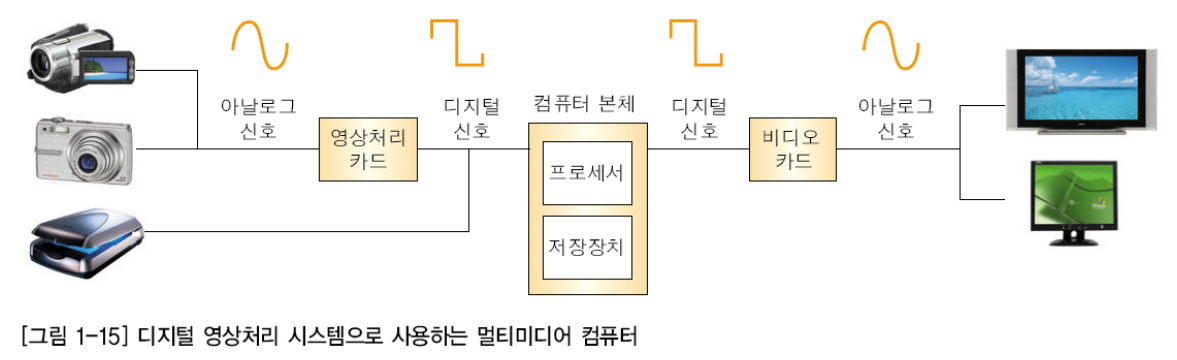 아날로그
신호
디지털
신호
컴퓨터 본체
디지털
신호
아날로그
신호
영상처리
카드
프로세서
저장장치
비디오
카드
[그림 1-15] 디지털 영상처리 시스템으로 사용하는 멀티미디어 컴퓨터